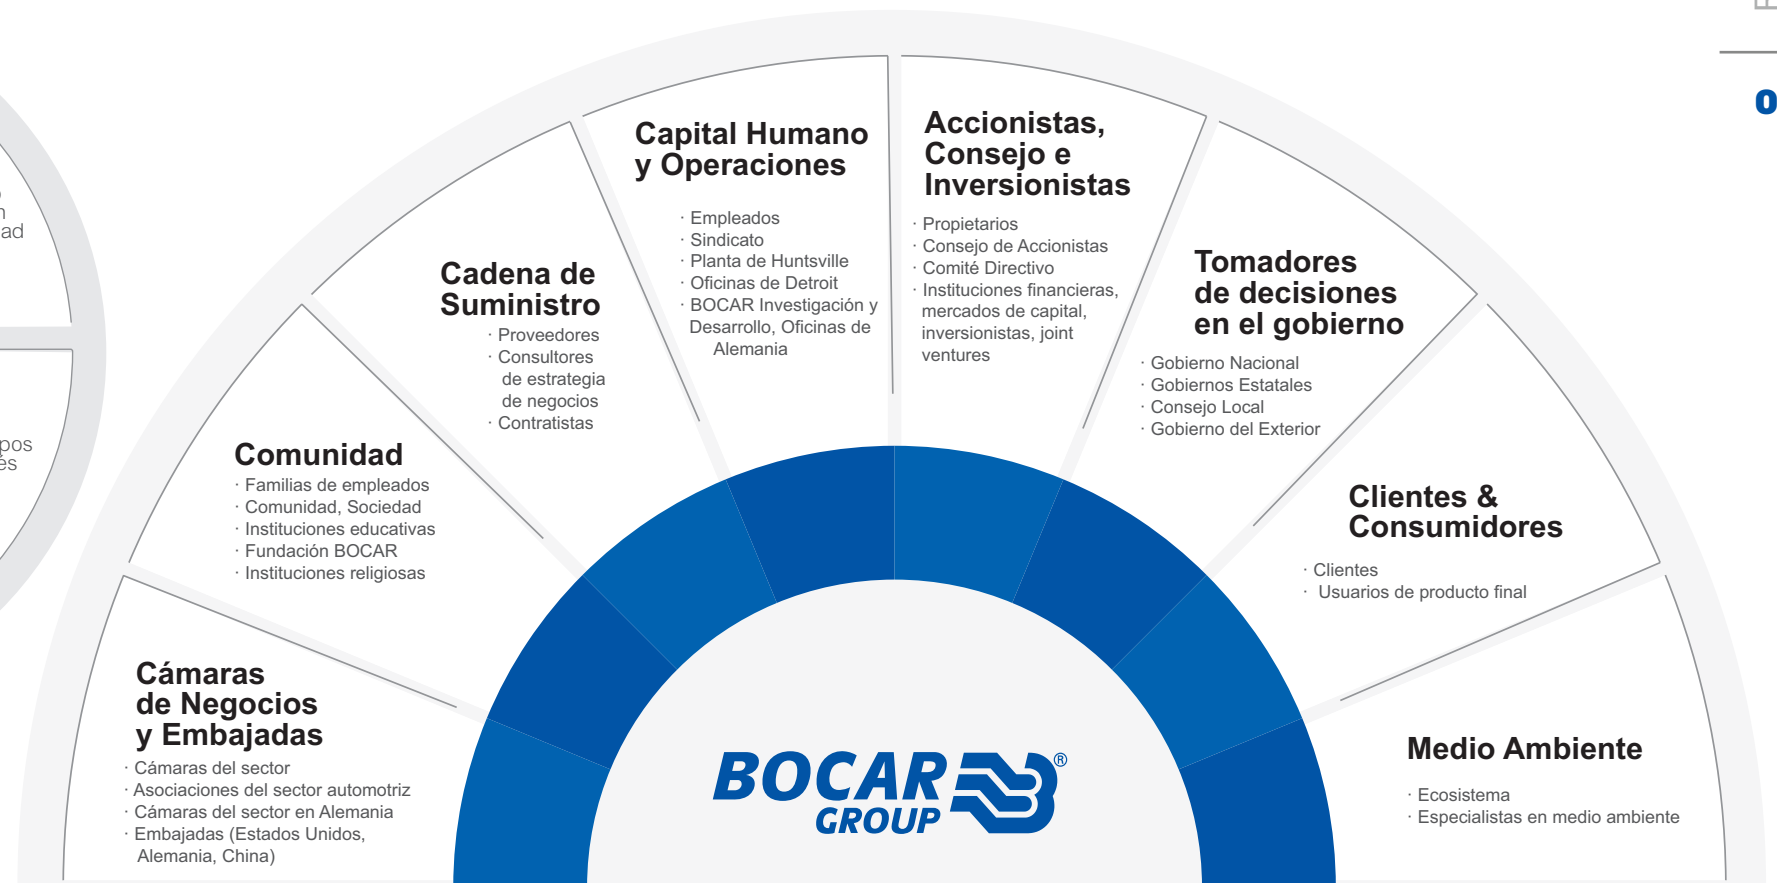 Capital Humano
y Operaciones
· Empleados
· Sindicato
· Planta de Huntsville
· Oficinas de Detroit
· BOCAR Investigación y
Desarrollo, Oficinas de
Alemania
Accionistas,
Consejo e
Inversionistas
· Propietarios
· Consejo de Accionistas
· Comité Directivo
· Instituciones financieras,
mercados de capital,
inversionistas, joint
ventures
Cadena de
Suministro
· Proveedores
· Consultores
de estrategia
de negocios
· Contratistas
Tomadores
de decisiones
en el gobierno
· Gobierno Nacional
· Gobiernos Estatales
· Consejo Local
· Gobierno del Exterior
Comunidad
· Familias de empleados
· Comunidad, Sociedad
· Instituciones educativas
· Fundación BOCAR
· Instituciones religiosas
Clientes &
Consumidores
· Clientes
· Usuarios de producto final
Cámaras
de Negocios
y Embajadas
· Cámaras del sector
· Asociaciones del sector automotriz
· Cámaras del sector en Alemania
· Embajadas (Estados Unidos,
Alemania, China)
Medio Ambiente
· Ecosistema
· Especialistas en medio ambiente
BOCAR ®
GROUP